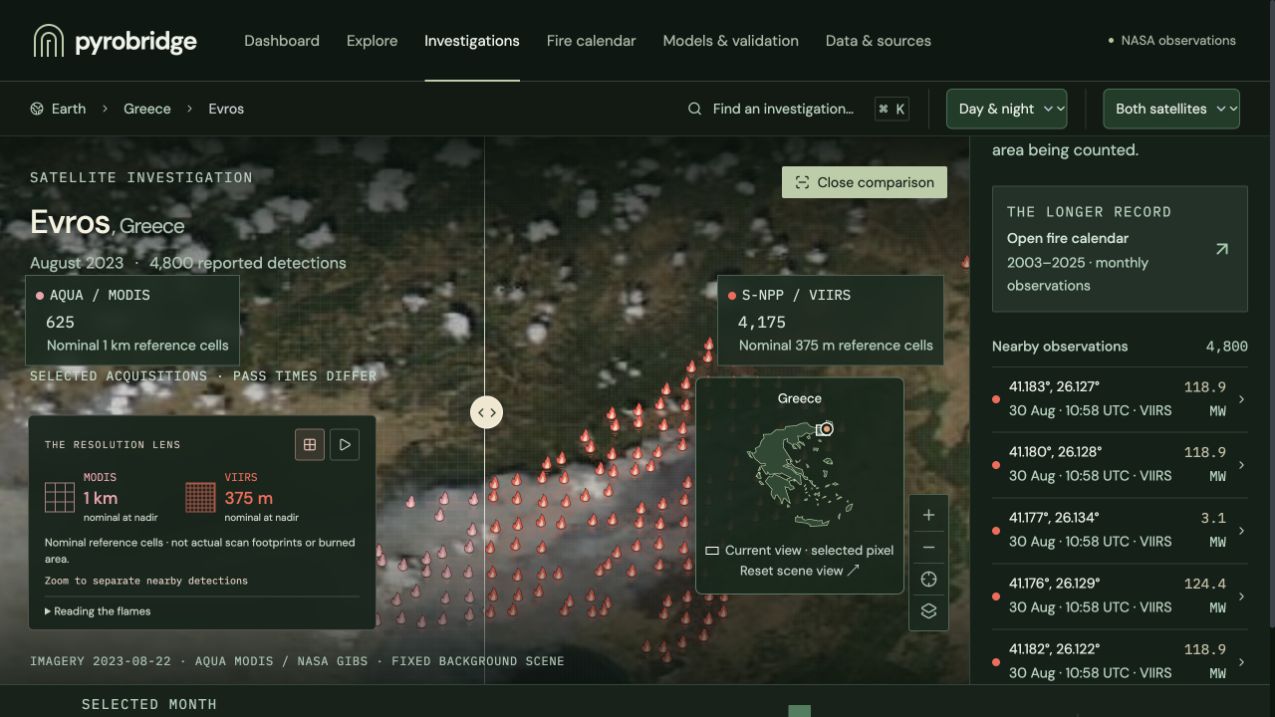 pyrobridge
Dashboard
Explore
Investigations
Fire calendar
Models & validation
Data & sources
NASA observations
Earth
Greece
Evros
Find an investigation...
⌘ K
Day & night
Both satellites
SATELLITE INVESTIGATION
Evros, Greece
August 2023 · 4,800 reported detections
Close comparison
AQUA / MODIS
625
Nominal 1 km reference cells
S-NPP / VIIRS
4,175
Nominal 375 m reference cells
SELECTED ACQUISITIONS · PASS TIMES DIFFER
THE RESOLUTION LENS
MODIS
1 km
nominal at nadir
VIIRS
375 m
nominal at nadir
Nominal reference cells · not actual scan footprints or burned
area.
Zoom to separate nearby detections
Reading the flames
Greece
Current view · selected pixel
Reset scene view ↗
IMAGERY 2023-08-22 · AQUA MODIS / NASA GIBS · FIXED BACKGROUND SCENE
area being counted.
THE LONGER RECORD
Open fire calendar
2003–2025 · monthly
observations
Nearby observations 4,800
41.183°, 26.127° 118.9
30 Aug · 10:58 UTC · VIIRS MW
41.180°, 26.128° 118.9
30 Aug · 10:58 UTC · VIIRS MW
41.177°, 26.134° 3.1
30 Aug · 10:58 UTC · VIIRS MW
41.176°, 26.129° 124.4
30 Aug · 10:58 UTC · VIIRS MW
41.182°, 26.122° 118.9
30 Aug · 10:58 UTC · VIIRS MW
SELECTED MONTH